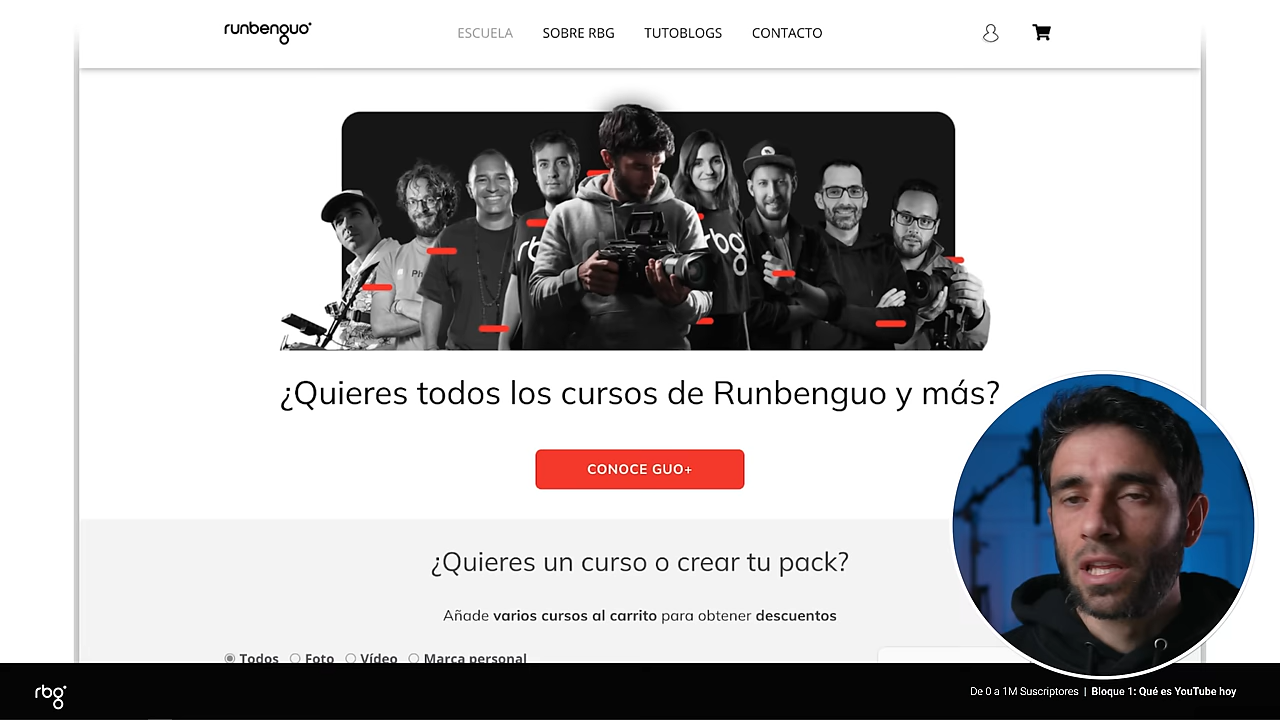 runbenguo
ESCUELA SOBRE RBG TUTOBLOGS CONTACTO
rbg
Ph
¿Quieres todos los cursos de Runbenguo y más?
CONOCE GUO+
¿Quieres un curso o crear tu pack?
Añade varios cursos al carrito para obtener descuentos
Todos Foto Vídeo Marca personal
rbg
De 0 a 1M Suscriptores | Bloque 1: Qué es YouTube hoy